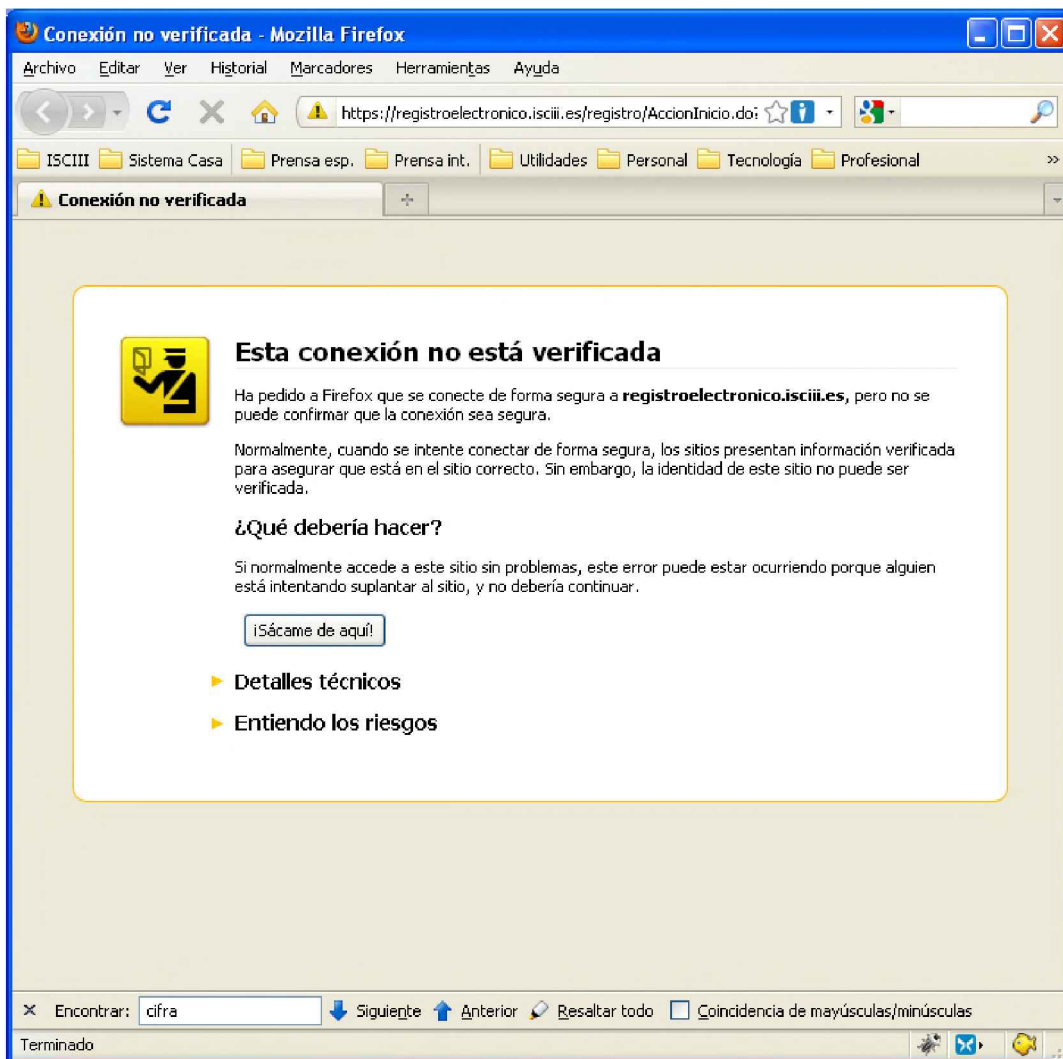 Conexión no verificada - Mozilla Firefox
Archivo Editar Ver Historial Marcadores Herramientas Ayuda
https://registroelectronico.isciii.es/registro/AccionInicio.do;
ISCIII Sistema Casa Prensa esp. Prensa int. Utilidades Personal Tecnología Profesional »
Conexión no verificada
Esta conexión no está verificada
Ha pedido a Firefox que se conecte de forma segura a registroelectronico.isciii.es, pero no se
puede confirmar que la conexión sea segura.
Normalmente, cuando se intente conectar de forma segura, los sitios presentan información verificada
para asegurar que está en el sitio correcto. Sin embargo, la identidad de este sitio no puede ser
verificada.
¿Qué debería hacer?
Si normalmente accede a este sitio sin problemas, este error puede estar ocurriendo porque alguien
está intentando suplantar al sitio, y no debería continuar.
¡Sácame de aquí!
Detalles técnicos
Entiendo los riesgos
Encontrar: cifra Siguiente Anterior Resaltar todo Coincidencia de mayúsculas/minúsculas
Terminado